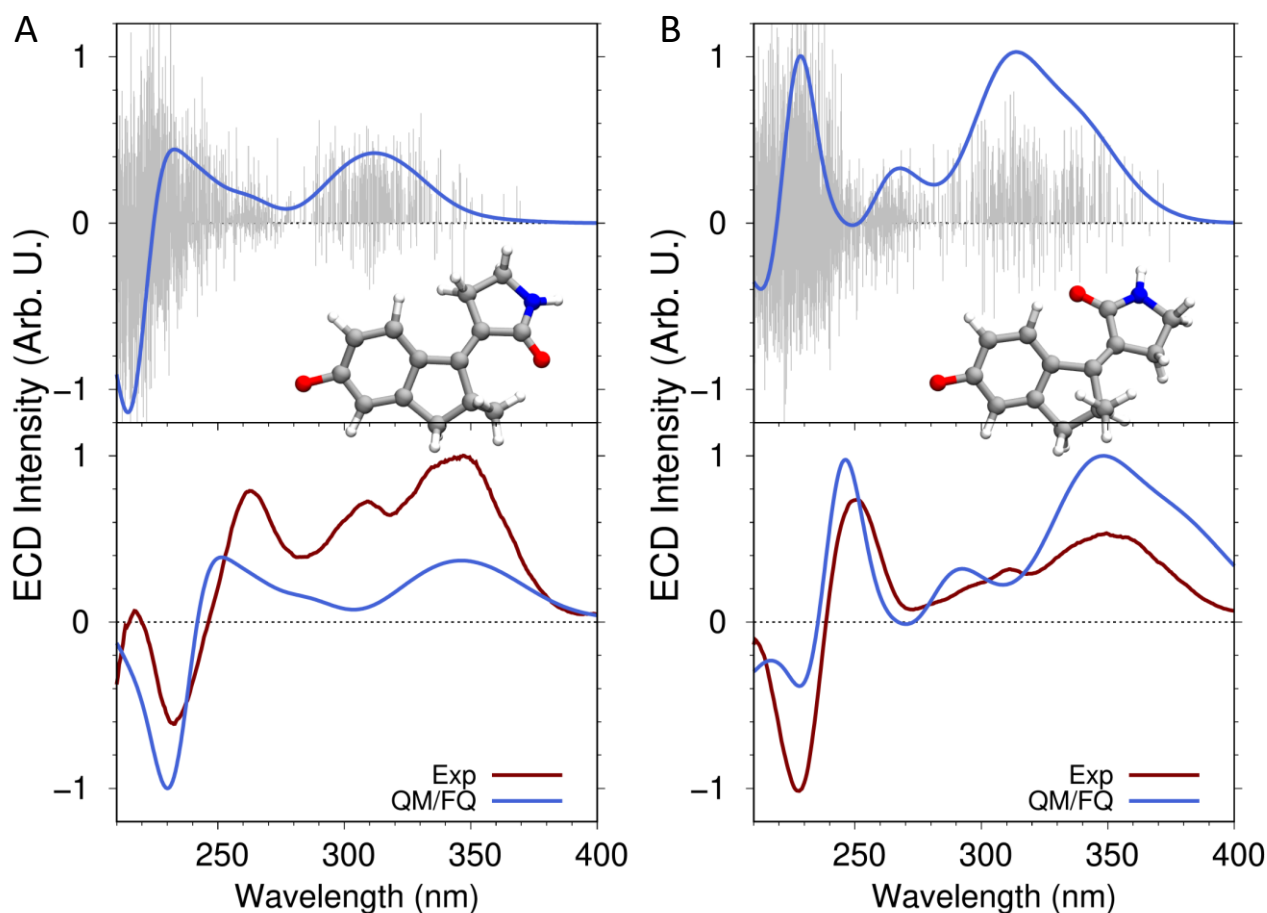 A
B
ECD Intensity (Arb. U.)
1
0
−1
ECD Intensity (Arb. U.)
1
0
−1
1
0
−1
Exp
QM/FQ
1
0
−1
Exp
QM/FQ
250 300 350 400
250 300 350 400
Wavelength (nm)
Wavelength (nm)